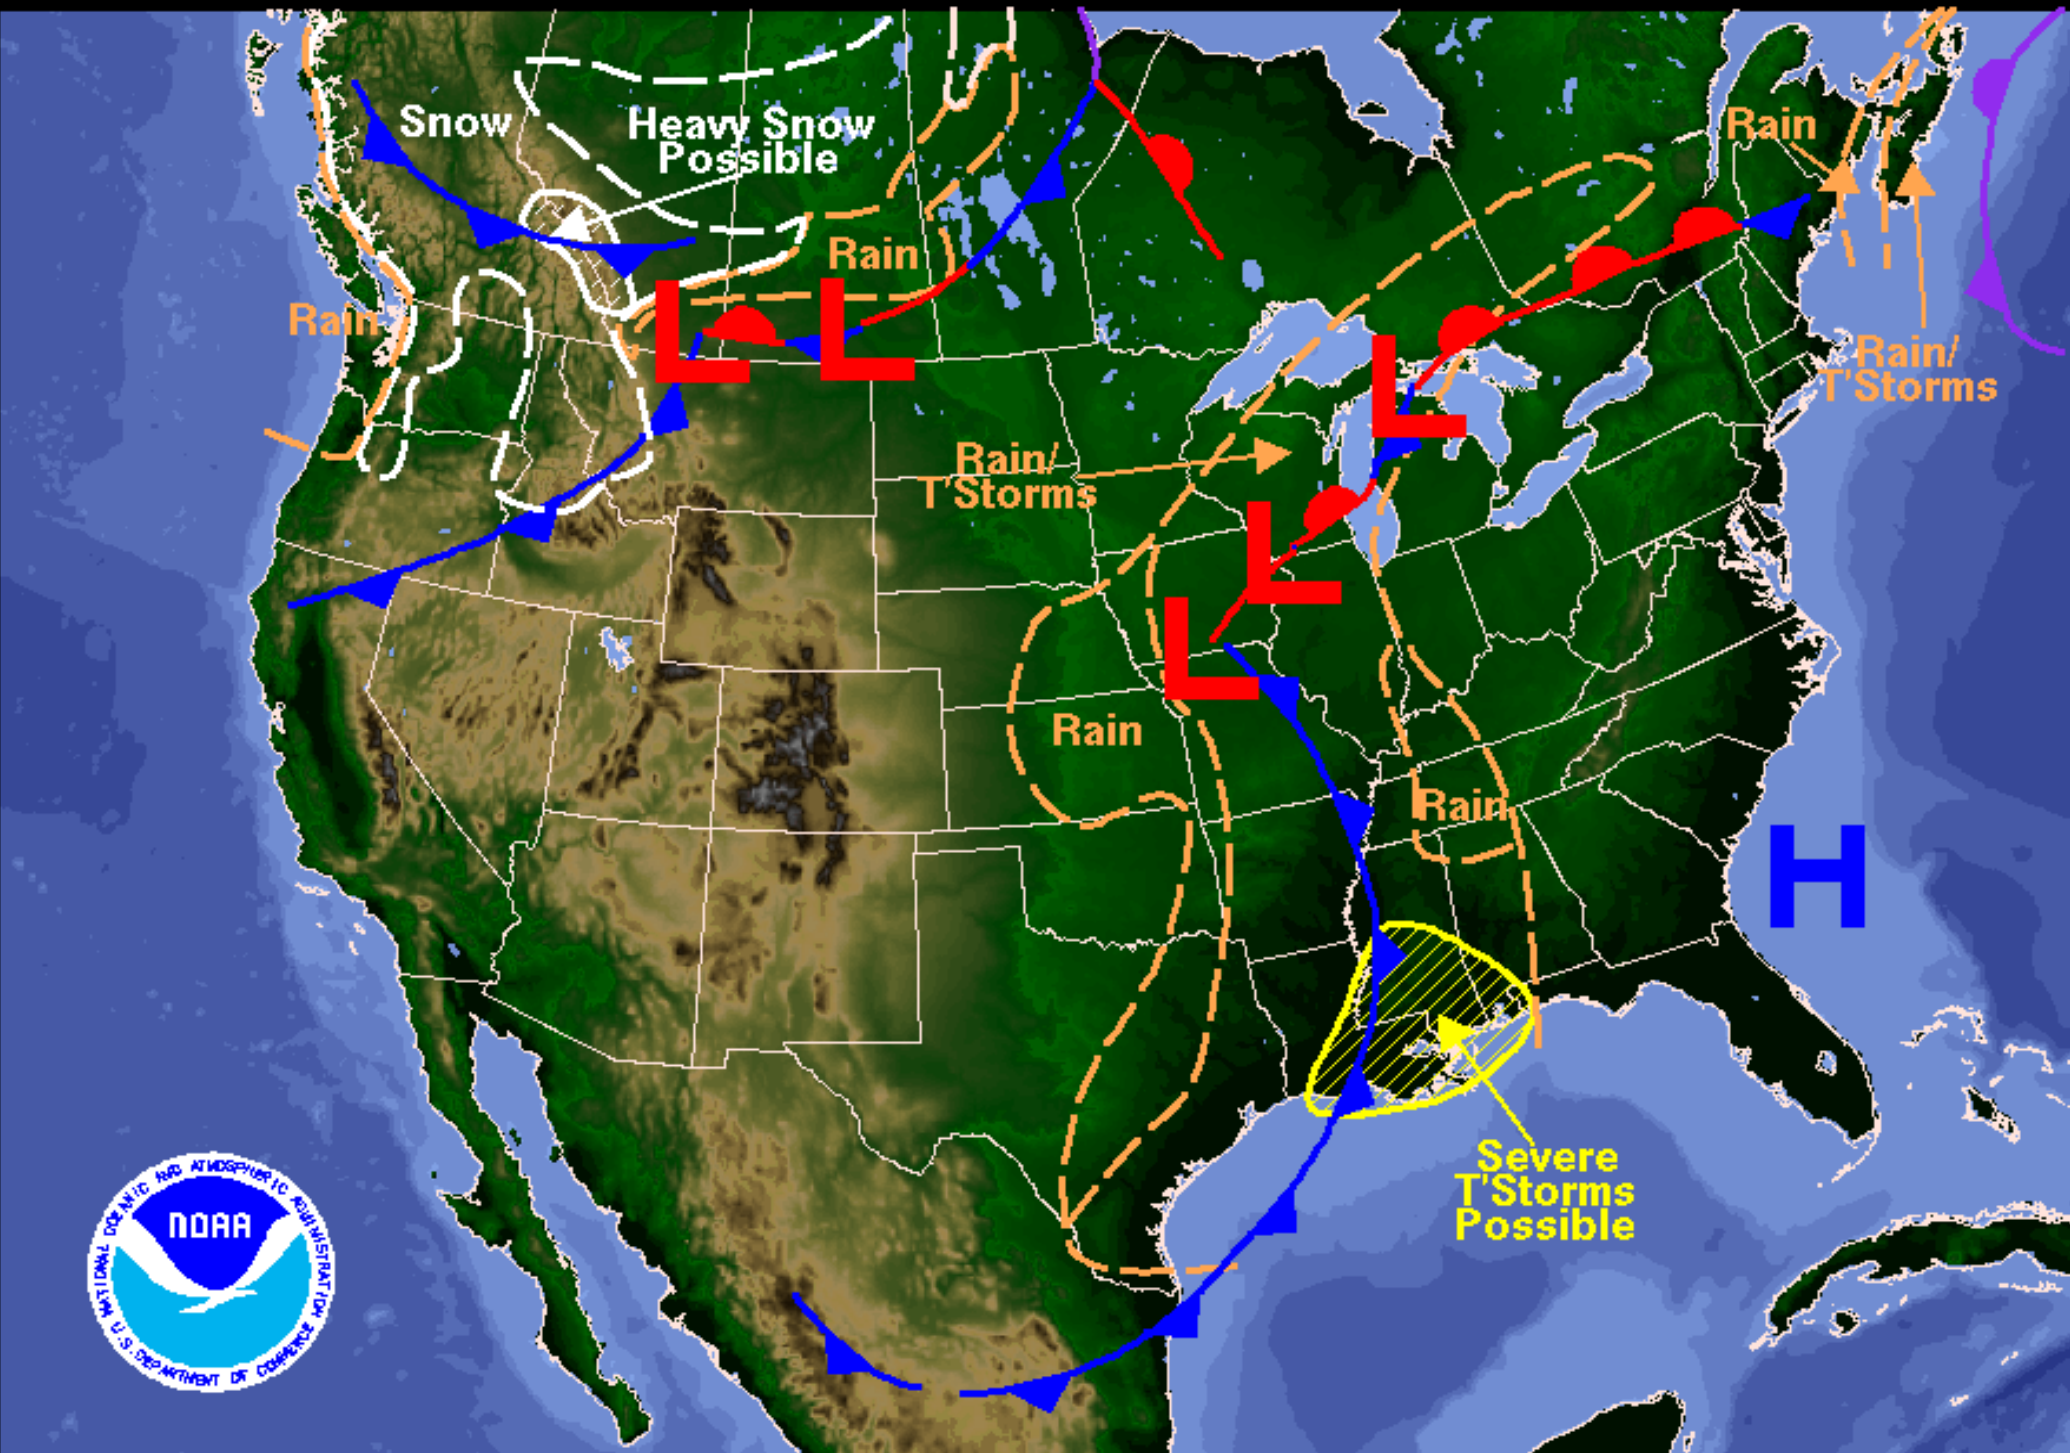 Snow
Heavy Snow
Possible
Rain
Rain
Rain
L
L
L
Rain/
T'Storms
Rain/
T'Storms
L
L
Rain
Rain
H
Severe
T'Storms
Possible
NOAA
NATIONAL OCEANIC AND ATMOSPHERIC ADMINISTRATION
U.S. DEPARTMENT OF COMMERCE